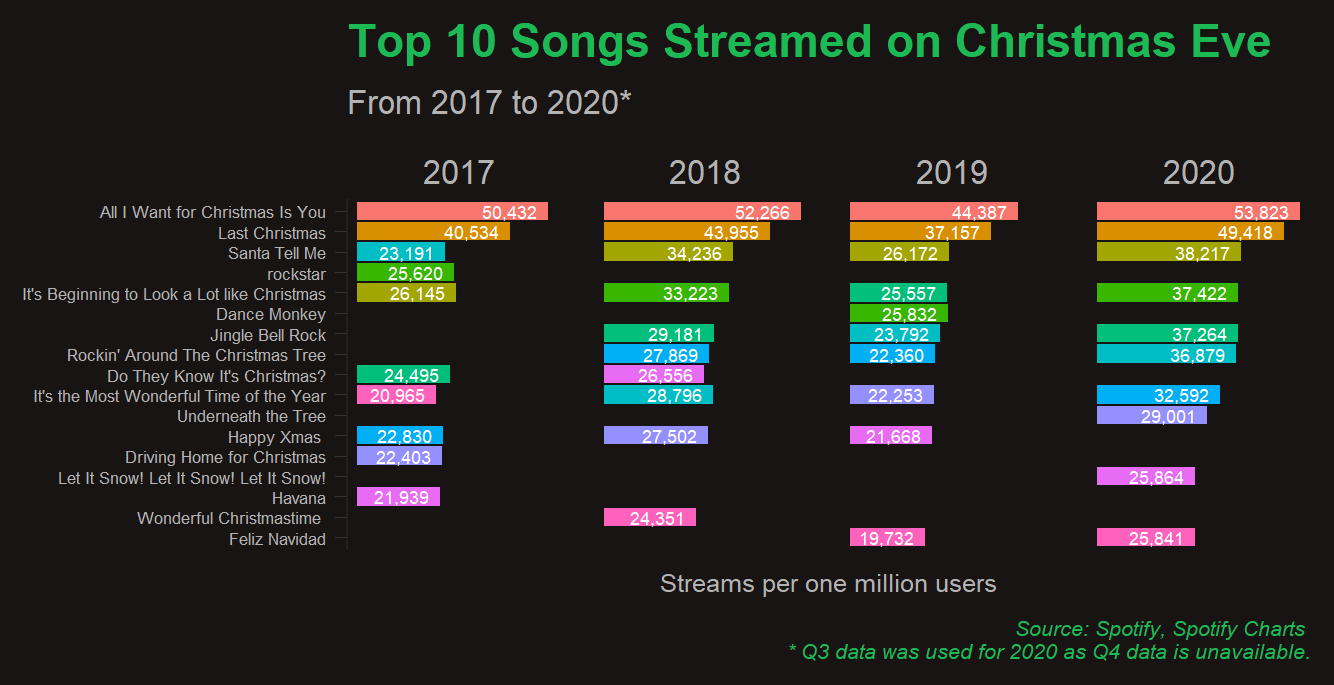 Top 10 Songs Streamed on Christmas Eve
From 2017 to 2020*
2017 2018 2019 2020
All I Want for Christmas Is You 50,432 52,266 44,387 53,823
Last Christmas 40,534 43,955 37,157 49,418
Santa Tell Me 23,191 34,236 26,172 38,217
rockstar 25,620
It's Beginning to Look a Lot like Christmas 26,145 33,223 25,557 37,422
Dance Monkey 25,832
Jingle Bell Rock 29,181 23,792 37,264
Rockin' Around The Christmas Tree 27,869 22,360 36,879
Do They Know It's Christmas? 24,495 26,556
It's the Most Wonderful Time of the Year 20,965 28,796 22,253 32,592
Underneath the Tree 29,001
Happy Xmas 22,830 27,502 21,668
Driving Home for Christmas 22,403
Let It Snow! Let It Snow! Let It Snow! 25,864
Havana 21,939
Wonderful Christmastime 24,351
Feliz Navidad 19,732 25,841
Streams per one million users
Source: Spotify, Spotify Charts
* Q3 data was used for 2020 as Q4 data is unavailable.